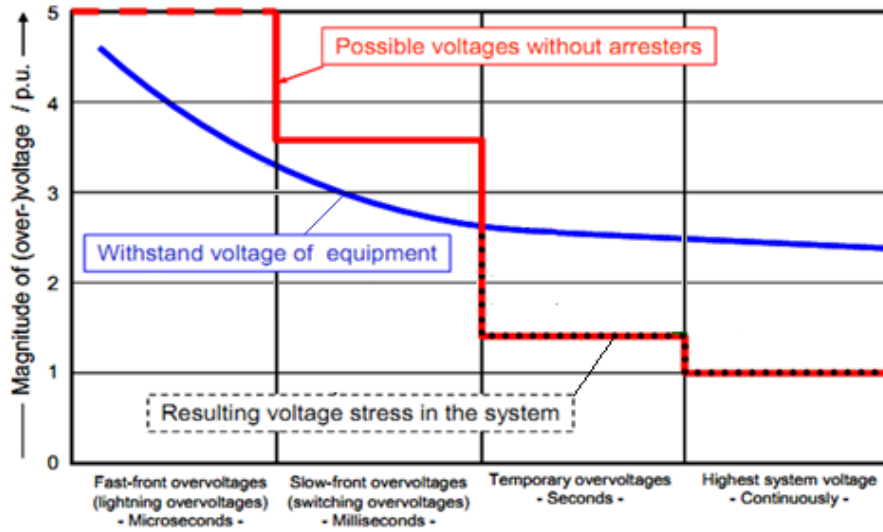 Magnitude of (over-)voltage / p.u.
5
4
3
2
1
0
Possible voltages without arresters
Withstand voltage of equipment
Resulting voltage stress in the system
Fast-front overvoltages
(lightning overvoltages)
- Microseconds -
Slow-front overvoltages
(switching overvoltages)
- Milliseconds -
Temporary overvoltages
- Seconds -
Highest system voltage
- Continuously -